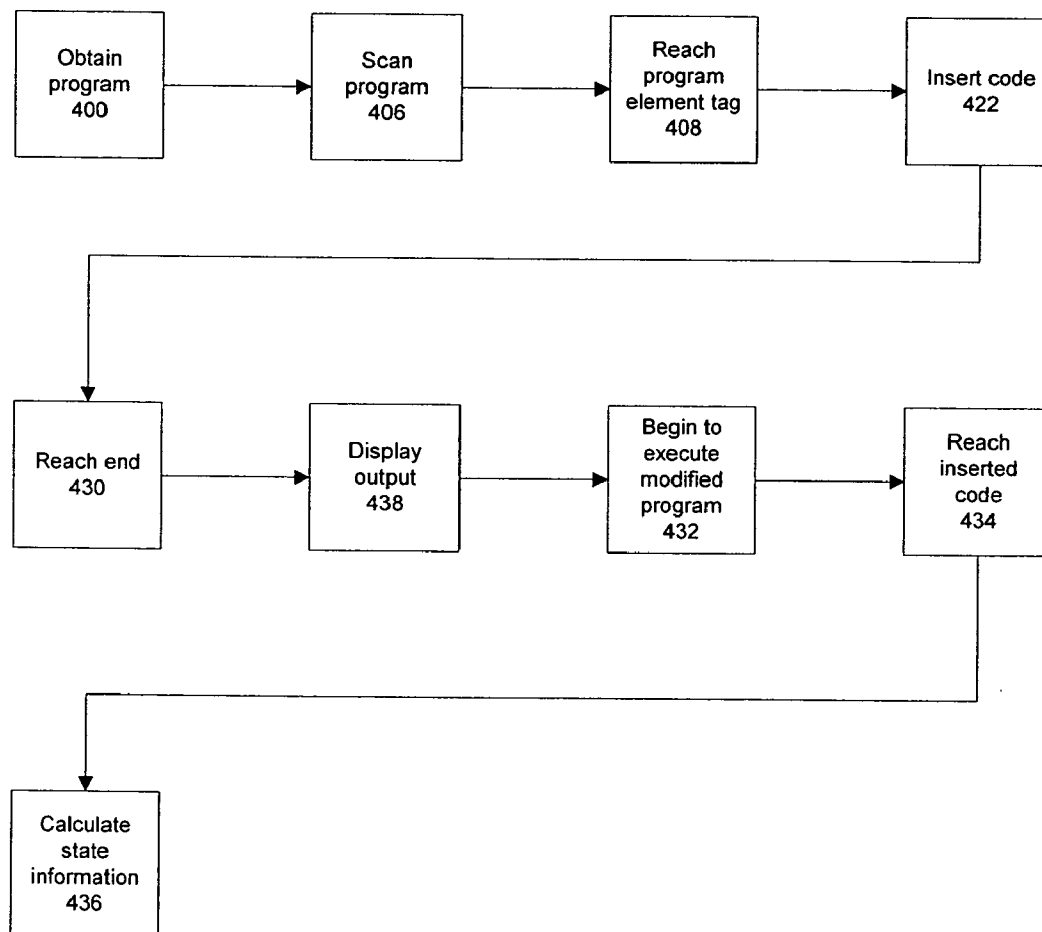 Obtain
program
400
Scan
program
406
Reach
program
element tag
408
Insert code
422
Reach end
430
Display
output
438
Begin to
execute
modified
program
432
Reach
inserted
code
434
Calculate
state
information
436